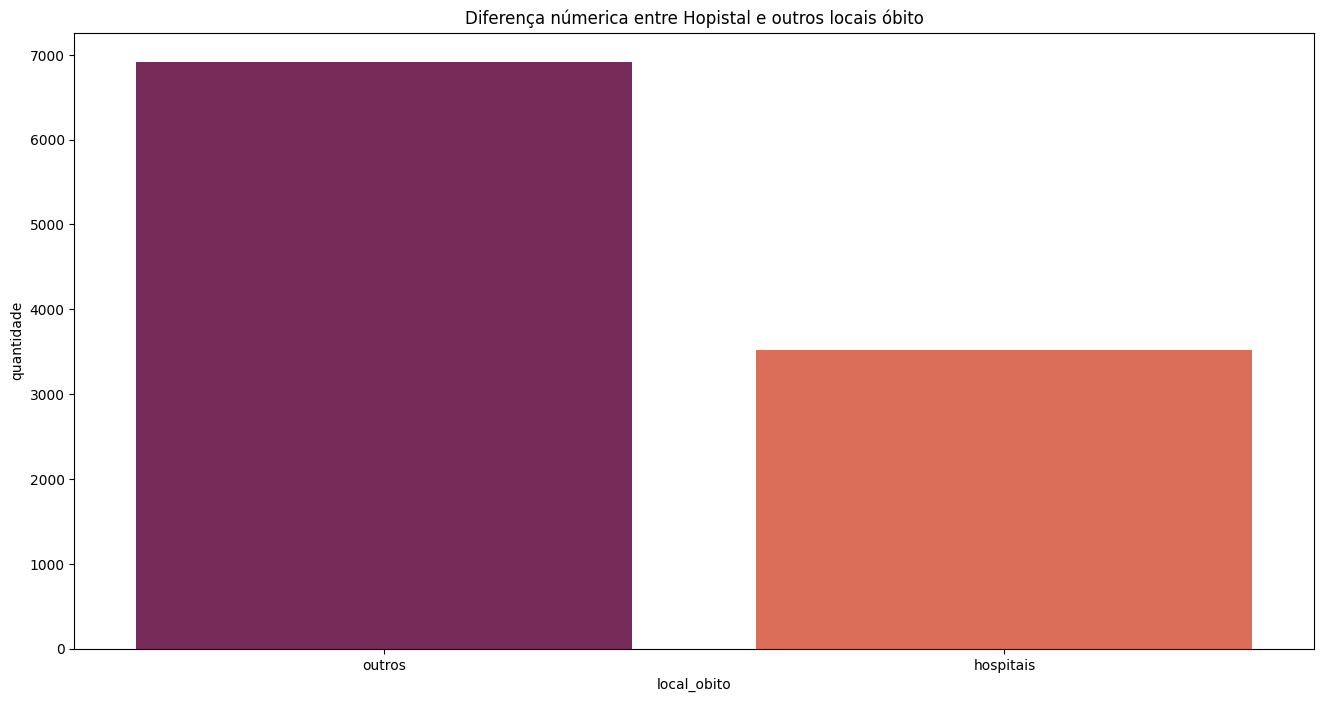 Diferença númerica entre Hopistal e outros locais óbito
7000
6000
5000
4000
3000
2000
1000
0
quantidade
outros
hospitais
local_obito